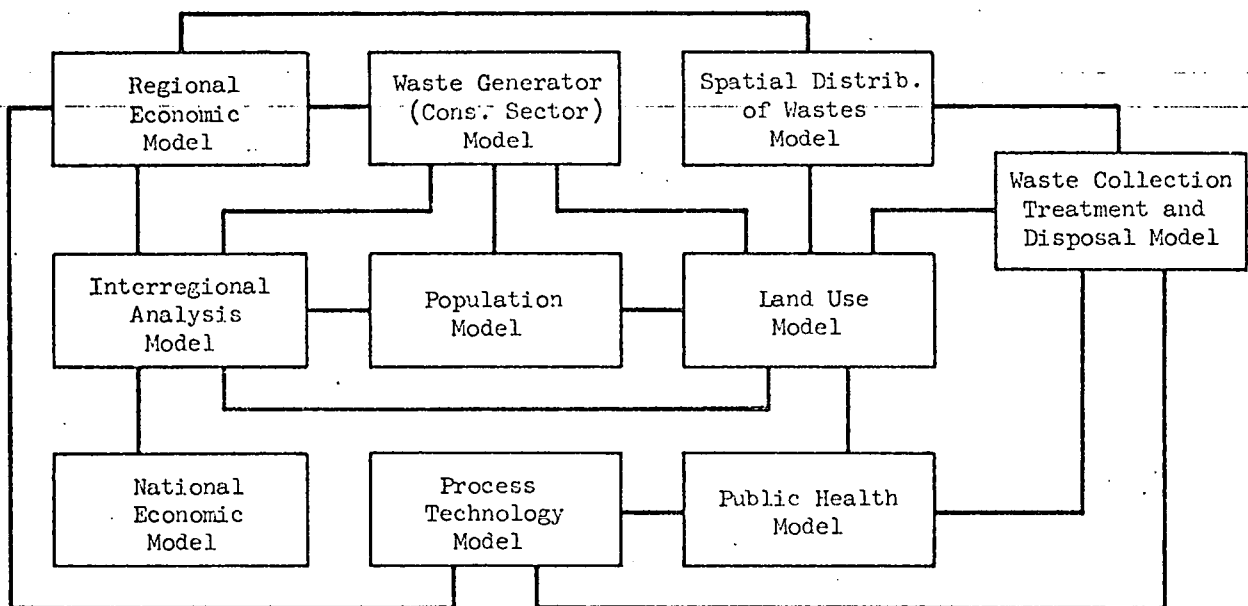 Regional
Economic
Model
Waste Generator
(Cons. Sector)
Model
Spatial Distrib.
of Wastes
Model
Waste Collection
Treatment and
Disposal Model
Interregional
Analysis
Model
Population
Model
Land Use
Model
National
Economic
Model
Process
Technology
Model
Public Health
Model